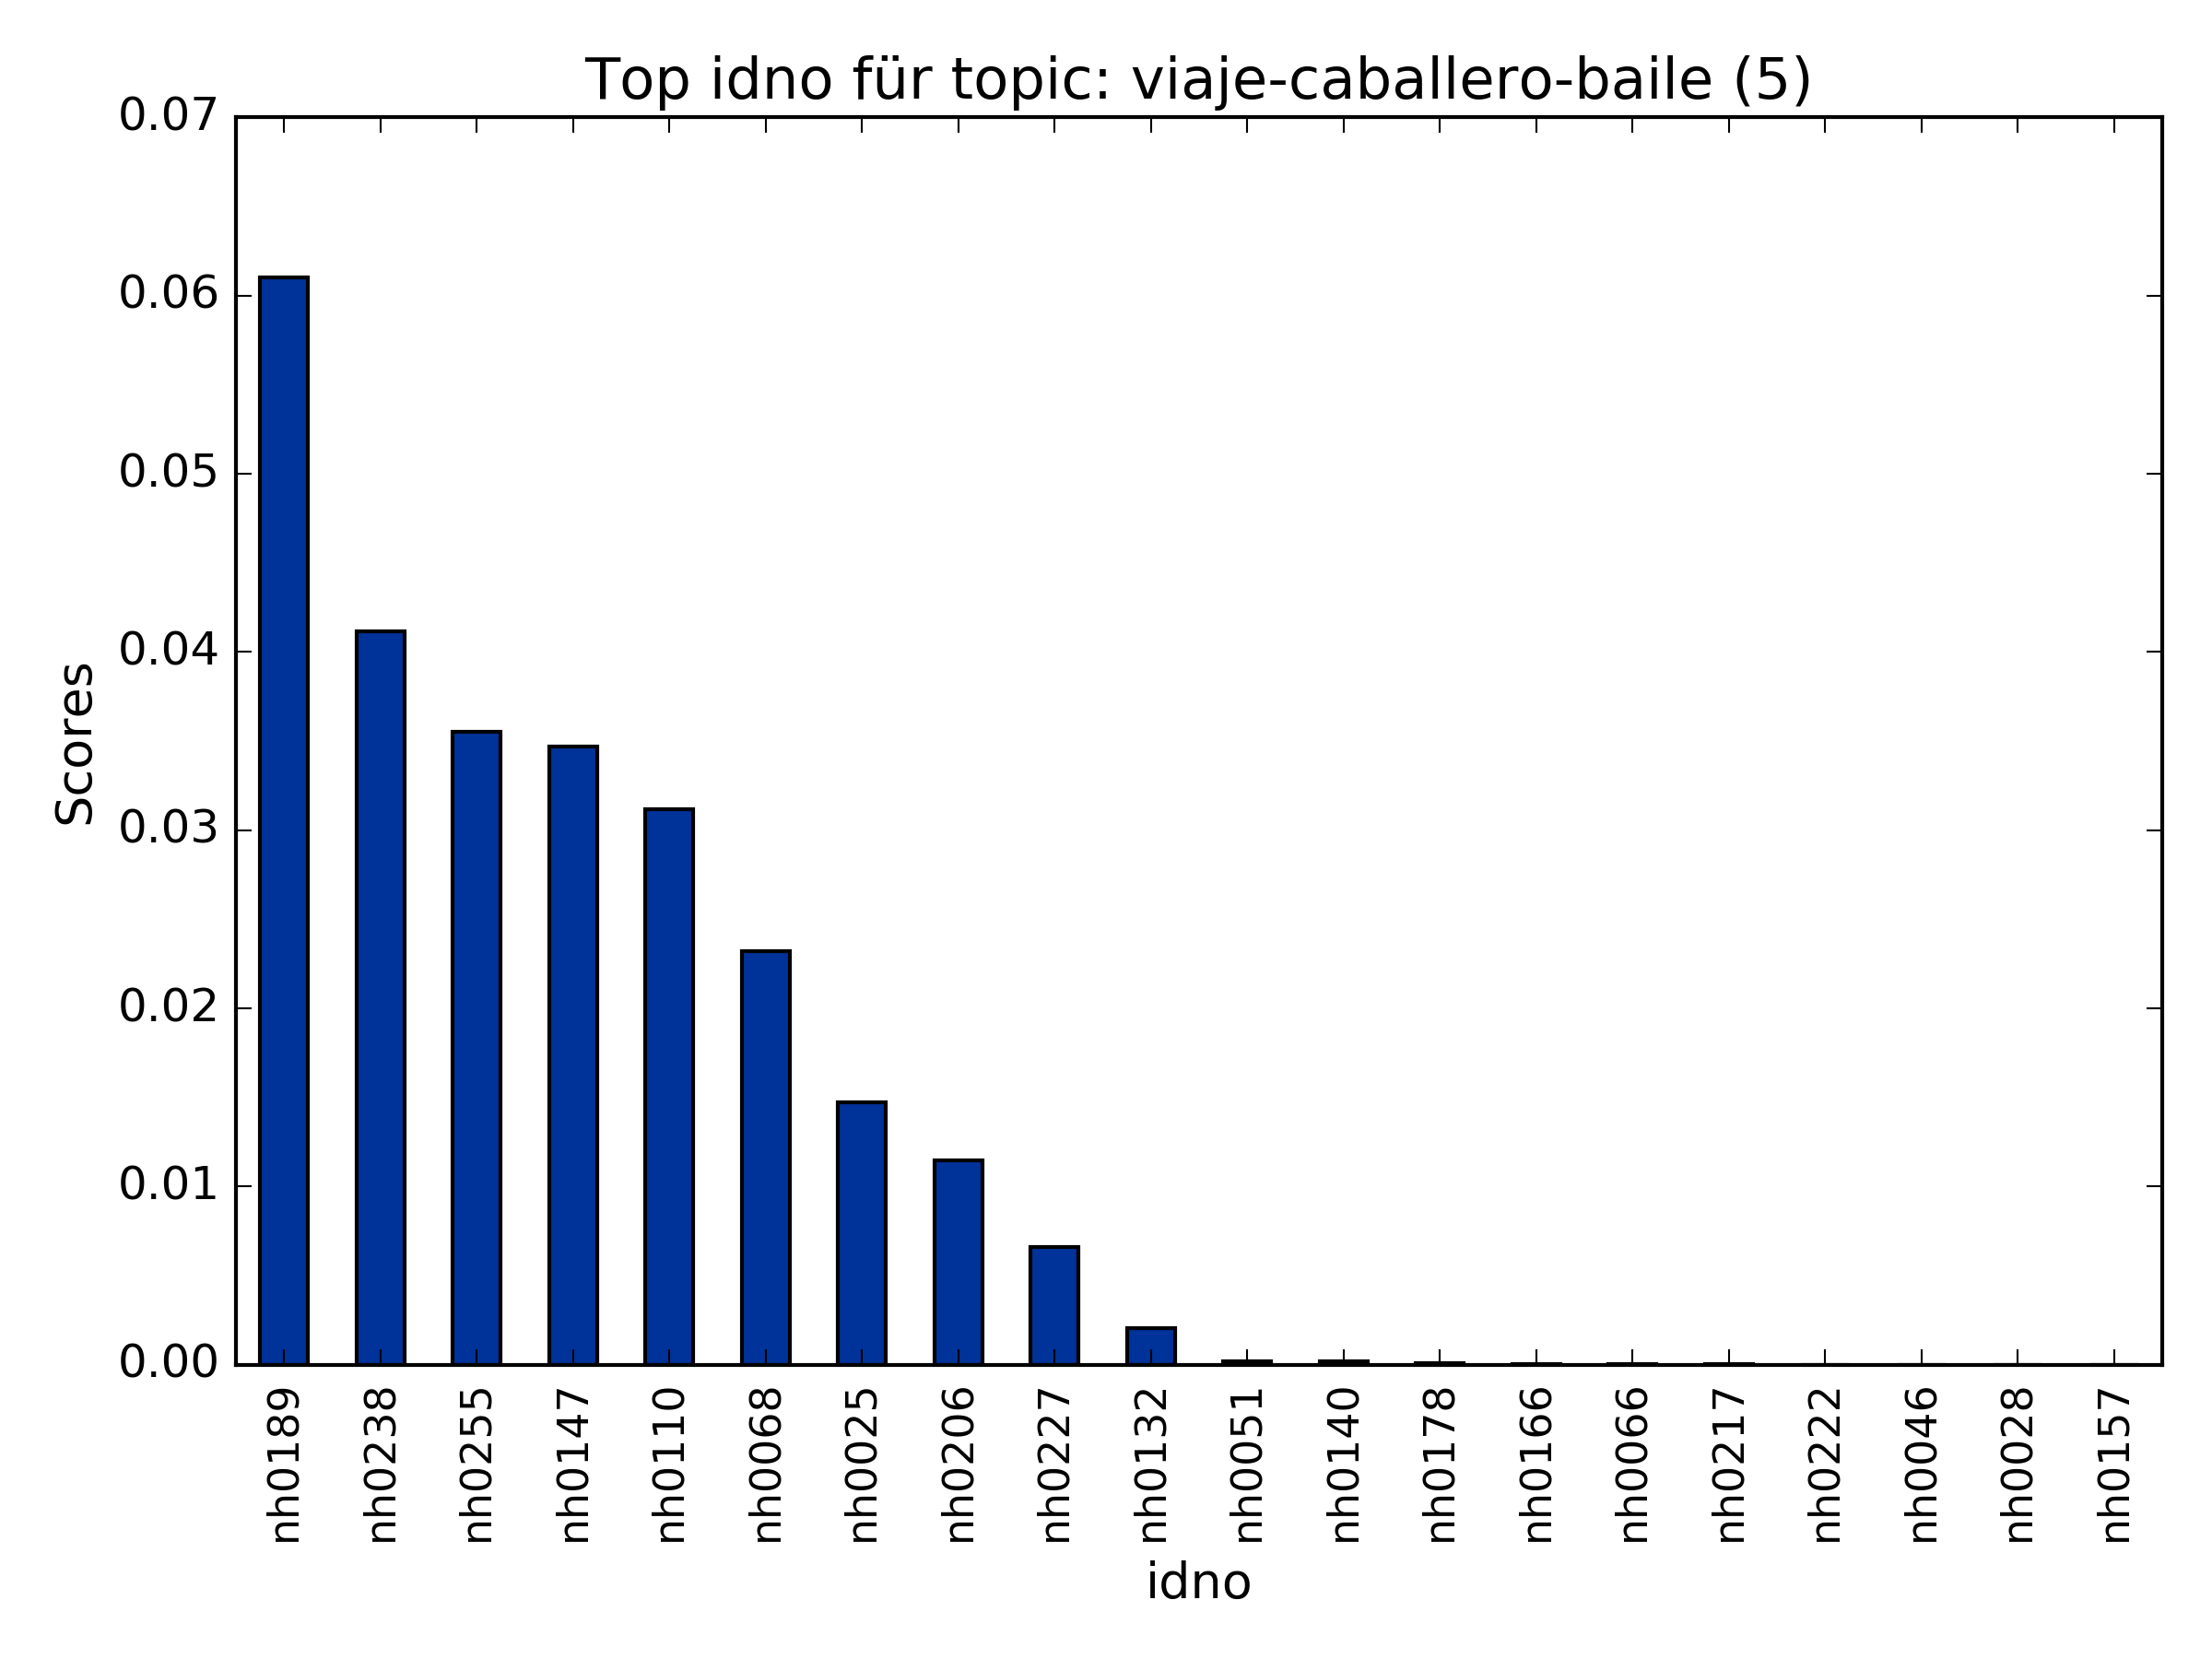 Top idno für topic: viaje-caballero-baile (5)
0.07
0.06
0.05
0.04
0.03
0.02
0.01
0.00
Scores
nh0189
nh0238
nh0255
nh0147
nh0110
nh0068
nh0025
nh0206
nh0227
nh0132
nh0051
nh0140
nh0178
nh0166
nh0066
nh0217
nh0222
nh0046
nh0028
nh0157
idno